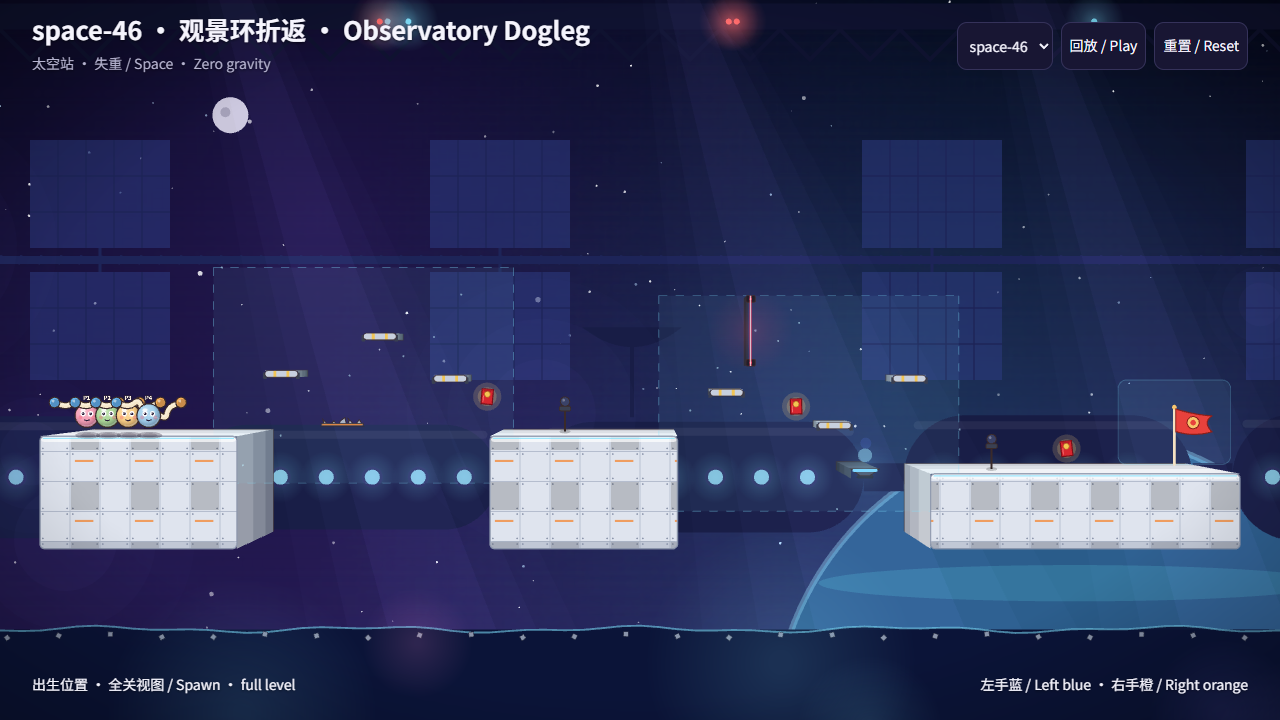 space-46 • 观景环折返 • Observatory Dogleg
太空站 • 失重 / Space • Zero gravity
space-46
回放 / Play
重置 / Reset
P1 P2 P3 P4
出生位置 • 全关视图 / Spawn • full level
左手蓝 / Left blue • 右手橙 / Right orange